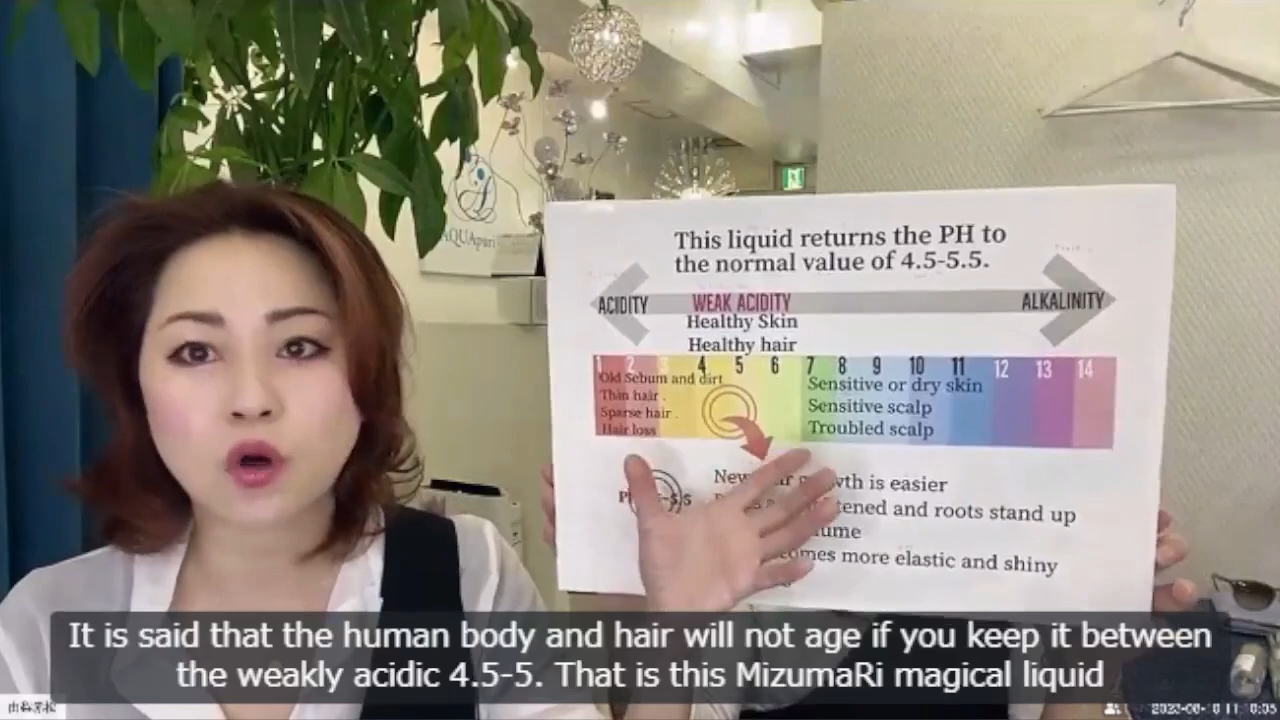 AQUApuri
This liquid returns the PH to
the normal value of 4.5-5.5.
ACIDITY WEAK ACIDITY ALKALINITY
Healthy Skin
Healthy hair
1 2 3 4 5 6 7 8 9 10 11 12 13 14
Old Sebum and dirt
Thin hair .
Sparse hair .
Hair loss
Sensitive or dry skin
Sensitive scalp
Troubled scalp
New growth is easier
and roots stand up
more elastic and shiny
It is said that the human body and hair will not age if you keep it between
the weakly acidic 4.5-5. That is this MizumaRi magical liquid